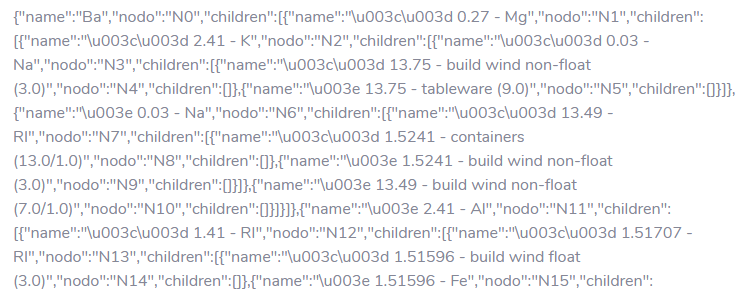 {"name":"Ba","nodo":"N0","children":[{"name":"\u003c\u003d 0.27 - Mg","nodo":"N1","children":
[{"name":"\u003c\u003d 2.41 - K","nodo":"N2","children":[{"name":"\u003c\u003d 0.03 -
Na","nodo":"N3","children":[{"name":"\u003c\u003d 13.75 - build wind non-float
(3.0)","nodo":"N4","children":[]},{"name":"\u003e 13.75 - tableware (9.0)","nodo":"N5","children":[]}]},
{"name":"\u003e 0.03 - Na","nodo":"N6","children":[{"name":"\u003c\u003d 13.49 -
RI","nodo":"N7","children":[{"name":"\u003c\u003d 1.5241 - containers
(13.0/1.0)","nodo":"N8","children":[]},{"name":"\u003e 1.5241 - build wind non-float
(3.0)","nodo":"N9","children":[]}]},{"name":"\u003e 13.49 - build wind non-float
(7.0/1.0)","nodo":"N10","children":[]}]}]},{"name":"\u003e 2.41 - Al","nodo":"N11","children":
[{"name":"\u003c\u003d 1.41 - RI","nodo":"N12","children":[{"name":"\u003c\u003d 1.51707 -
RI","nodo":"N13","children":[{"name":"\u003c\u003d 1.51596 - build wind float
(3.0)","nodo":"N14","children":[]},{"name":"\u003e 1.51596 - Fe","nodo":"N15","children":